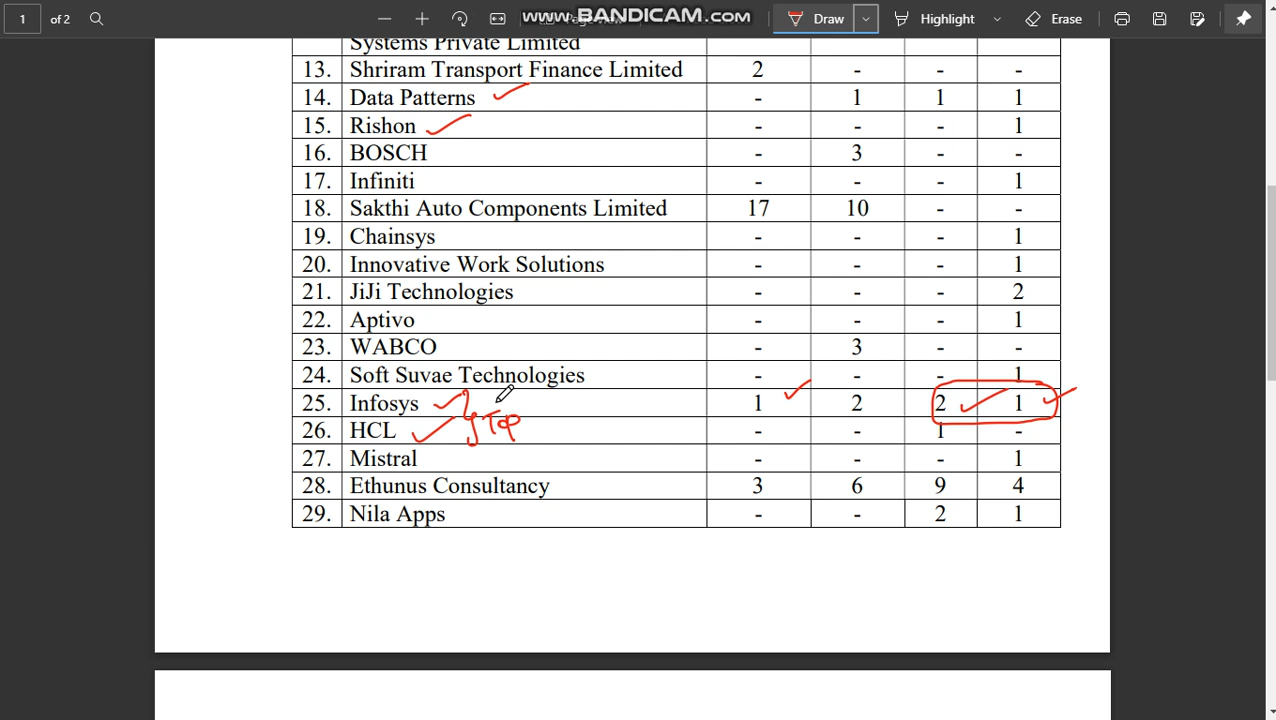 1 of 2 www.BANDICAM.com Draw Highlight Erase
Systems Private Limited
13. Shriram Transport Finance Limited 2 - - -
14. Data Patterns - 1 1 1
15. Rishon - - - 1
16. BOSCH - 3 - -
17. Infiniti - - - 1
18. Sakthi Auto Components Limited 17 10 - -
19. Chainsys - - - 1
20. Innovative Work Solutions - - - 1
21. JiJi Technologies - - - 2
22. Aptivo - - - 1
23. WABCO - 3 - -
24. Soft Suvae Technologies - - - 1
25. Infosys 1 2 2 1
Top
26. HCL - - 1 -
27. Mistral - - - 1
28. Ethunus Consultancy 3 6 9 4
29. Nila Apps - - 2 1